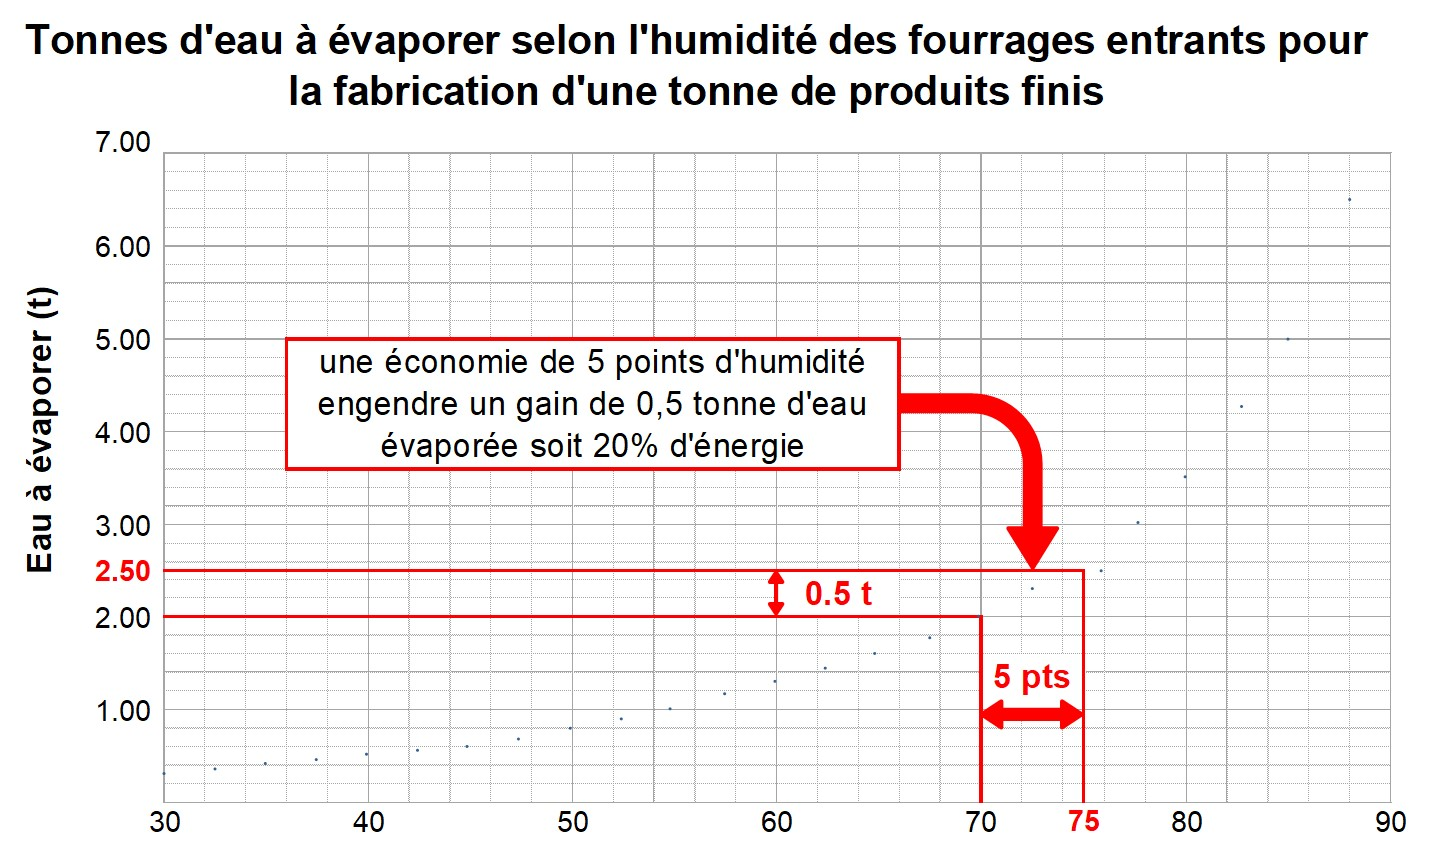 Tonnes d'eau à évaporer selon l'humidité des fourrages entrants pour
la fabrication d'une tonne de produits finis
7.00
6.00
5.00
4.00
3.00
2.50
2.00
1.00
Eau à évaporer (t)
une économie de 5 points d'humidité
engendre un gain de 0,5 tonne d'eau
évaporée soit 20% d'énergie
0.5 t
5 pts
30
40
50
60
70
75
80
90